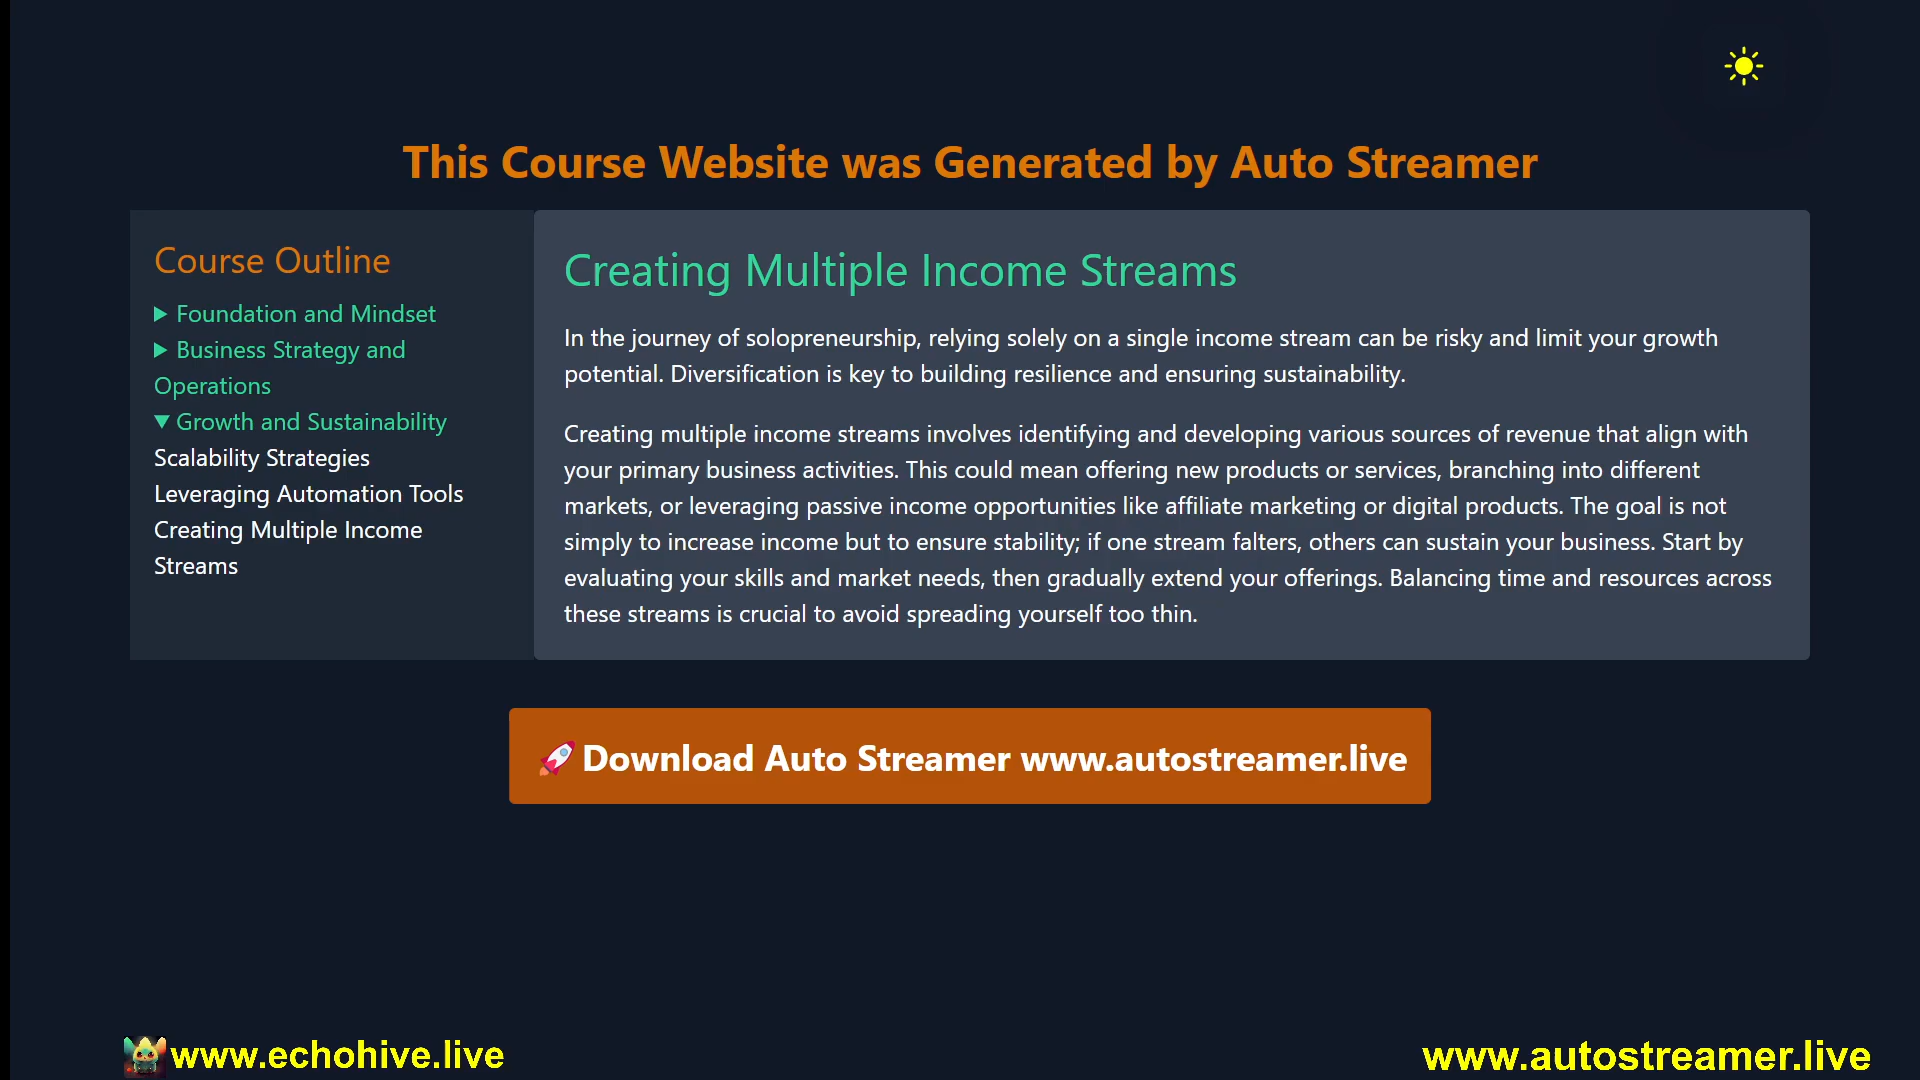 This Course Website was Generated by Auto Streamer
Course Outline
Foundation and Mindset
Business Strategy and
Operations
Growth and Sustainability
Scalability Strategies
Leveraging Automation Tools
Creating Multiple Income
Streams
Creating Multiple Income Streams
In the journey of solopreneurship, relying solely on a single income stream can be risky and limit your growth
potential. Diversification is key to building resilience and ensuring sustainability.
Creating multiple income streams involves identifying and developing various sources of revenue that align with
your primary business activities. This could mean offering new products or services, branching into different
markets, or leveraging passive income opportunities like affiliate marketing or digital products. The goal is not
simply to increase income but to ensure stability; if one stream falters, others can sustain your business. Start by
evaluating your skills and market needs, then gradually extend your offerings. Balancing time and resources across
these streams is crucial to avoid spreading yourself too thin.
Download Auto Streamer www.autostreamer.live
www.echohive.live
www.autostreamer.live